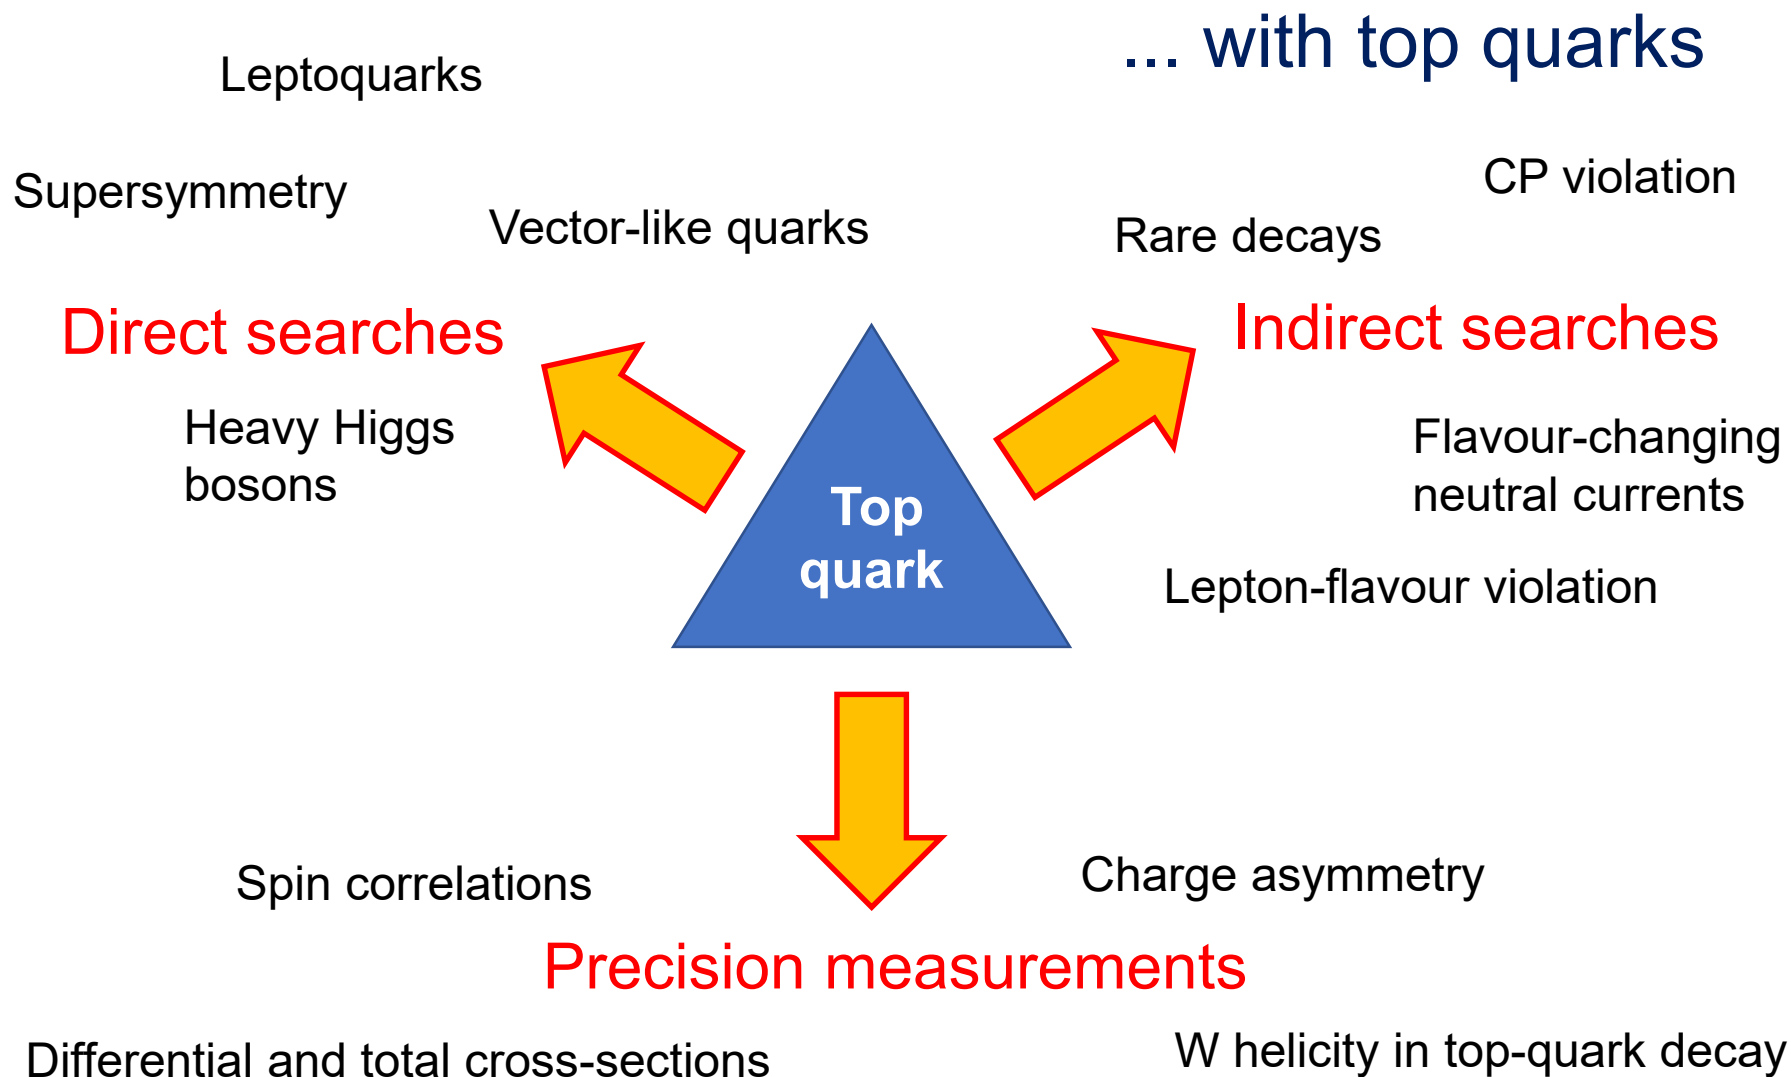 ... with top quarks
Leptoquarks
Supersymmetry
Vector-like quarks
Direct searches
Heavy Higgs
bosons
CP violation
Rare decays
Indirect searches
Flavour-changing
neutral currents
Lepton-flavour violation
Top
quark
Spin correlations
Charge asymmetry
Precision measurements
Differential and total cross-sections
W helicity in top-quark decay